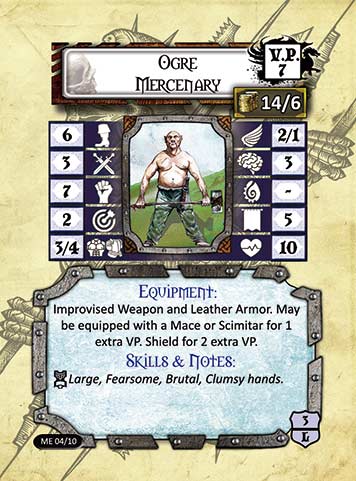 OGRE
MERCENARY
V.P.
7
14/6
6
2/1
3
3
7
-
2
5
3/4
10
EQUIPMENT:
Improvised Weapon and Leather Armor. May
be equipped with a Mace or Scimitar for 1
extra VP. Shield for 2 extra VP.
SKILLS & NOTES:
Large, Fearsome, Brutal, Clumsy hands.
ME 04/10
3
L